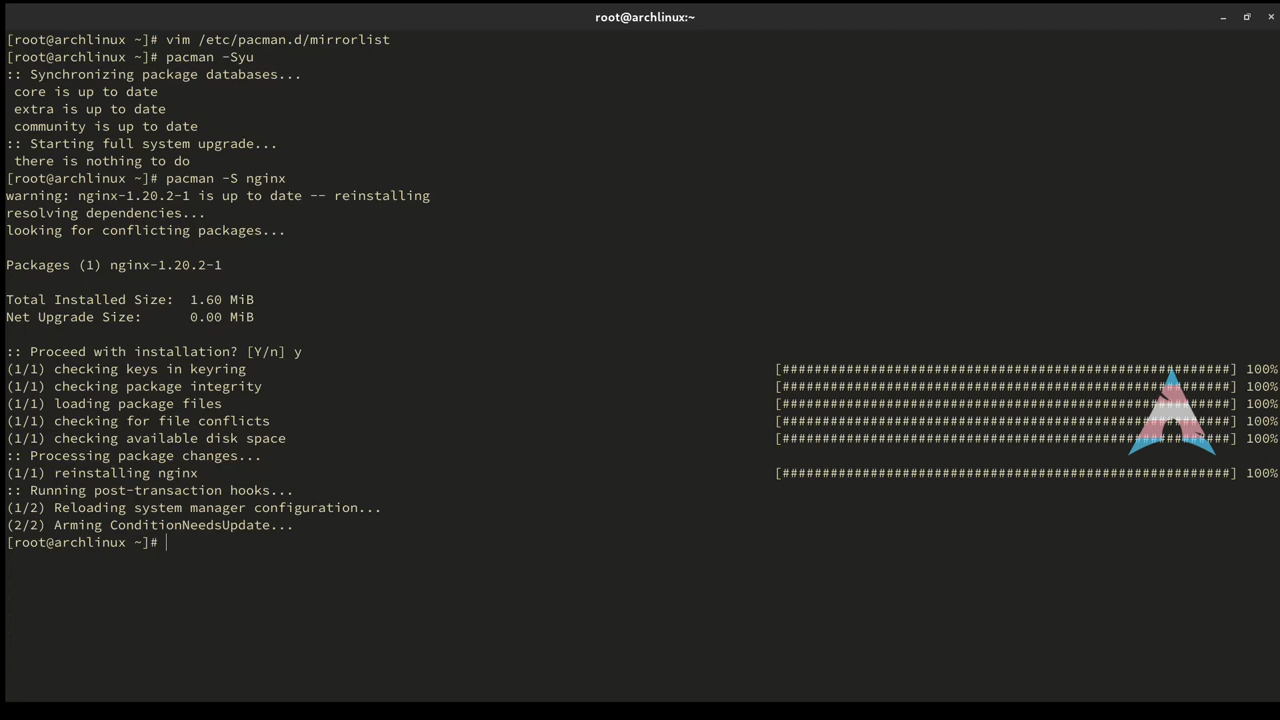 root@archlinux:~
[root@archlinux ~]# vim /etc/pacman.d/mirrorlist
[root@archlinux ~]# pacman -Syu
:: Synchronizing package databases...
 core is up to date
 extra is up to date
 community is up to date
:: Starting full system upgrade...
 there is nothing to do
[root@archlinux ~]# pacman -S nginx
warning: nginx-1.20.2-1 is up to date -- reinstalling
resolving dependencies...
looking for conflicting packages...

Packages (1) nginx-1.20.2-1

Total Installed Size:  1.60 MiB
Net Upgrade Size:      0.00 MiB

:: Proceed with installation? [Y/n] y
(1/1) checking keys in keyring [########################################################] 100%
(1/1) checking package integrity [########################################################] 100%
(1/1) loading package files [########################################################] 100%
(1/1) checking for file conflicts [########################################################] 100%
(1/1) checking available disk space [########################################################] 100%
:: Processing package changes...
(1/1) reinstalling nginx [########################################################] 100%
:: Running post-transaction hooks...
(1/2) Reloading system manager configuration...
(2/2) Arming ConditionNeedsUpdate...
[root@archlinux ~]#